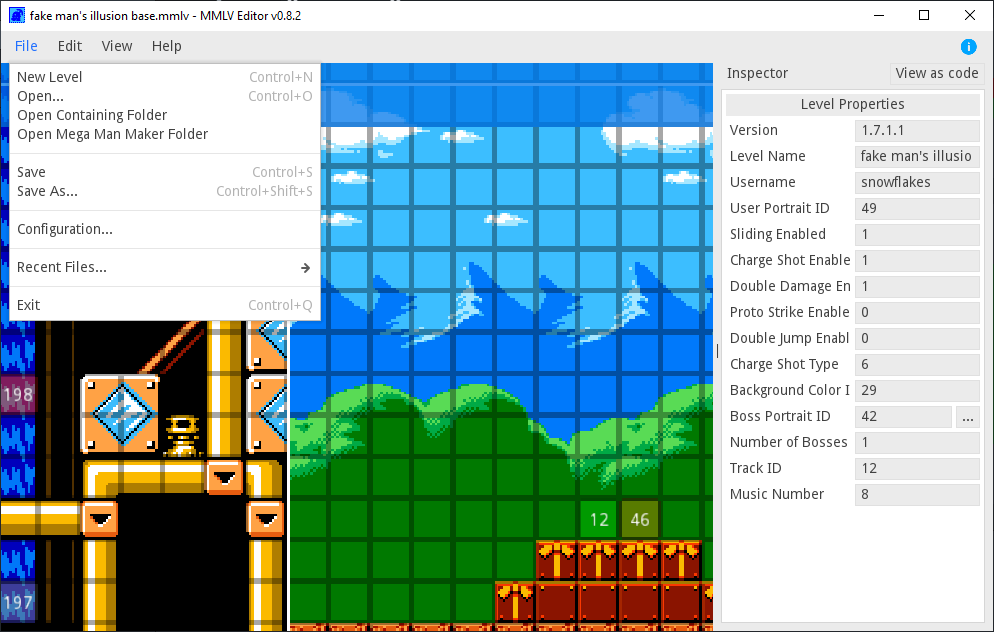 fake man's illusion base.mmlv - MMLV Editor v0.8.2
File Edit View Help
New Level Control+N
Open... Control+O
Open Containing Folder
Open Mega Man Maker Folder
Save Control+S
Save As... Control+Shift+S
Configuration...
Recent Files...
Exit Control+Q
198
197
12 46
Inspector View as code
Level Properties
Version 1.7.1.1
Level Name fake man's illusio
Username snowflakes
User Portrait ID 49
Sliding Enabled 1
Charge Shot Enable 1
Double Damage En 1
Proto Strike Enable 0
Double Jump Enabl 0
Charge Shot Type 6
Background Color I 29
Boss Portrait ID 42 ...
Number of Bosses 1
Track ID 12
Music Number 8